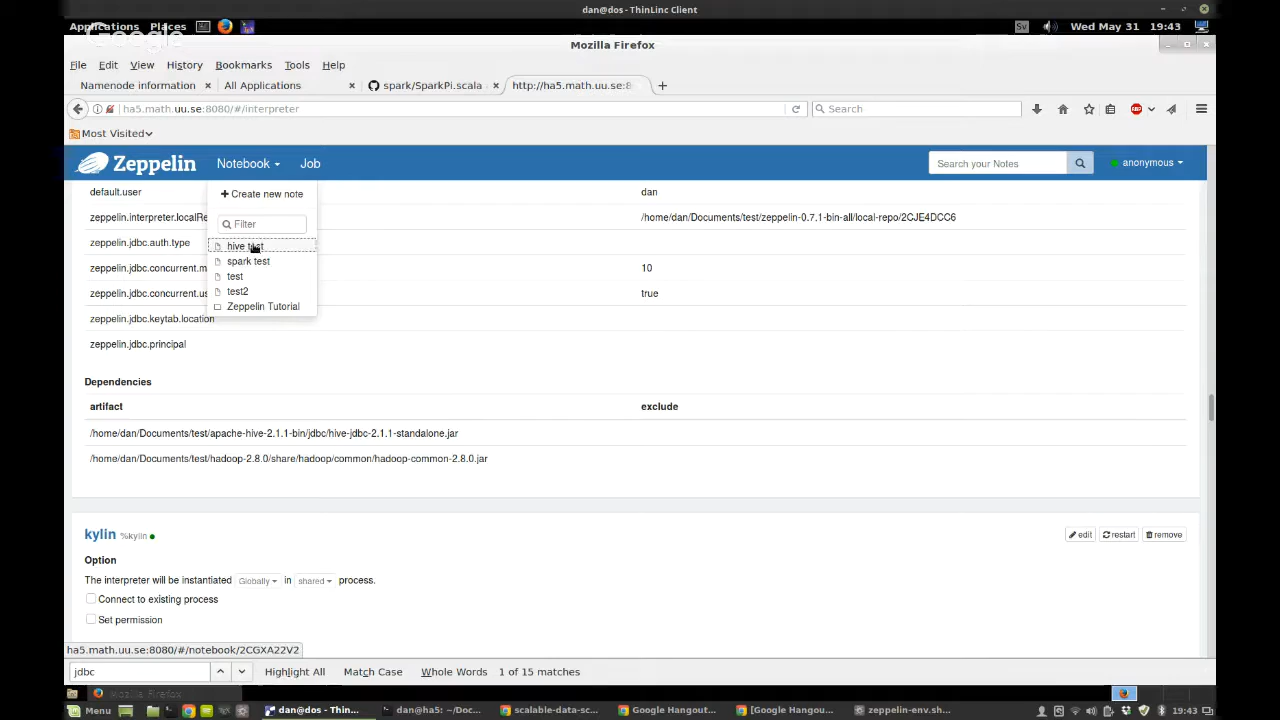 dan@dos - ThinLinc Client
Applications Places Sv Wed May 31 19:43
Google
Mozilla Firefox
File Edit View History Bookmarks Tools Help
Namenode information × All Applications × spark/SparkPi.scala × http://ha5.math.uu.se:8 × +
ha5.math.uu.se:8080/#/interpreter Search
Most Visited
Zeppelin Notebook Job Search your Notes anonymous
default.user dan
Create new note
zeppelin.interpreter.localRe /home/dan/Documents/test/zeppelin-0.7.1-bin-all/local-repo/2CJE4DCC6
Filter
zeppelin.jdbc.auth.type
hive test
spark test
zeppelin.jdbc.concurrent.m 10
test
test2
zeppelin.jdbc.concurrent.us true
Zeppelin Tutorial
zeppelin.jdbc.keytab.location
zeppelin.jdbc.principal
Dependencies
artifact exclude
/home/dan/Documents/test/apache-hive-2.1.1-bin/jdbc/hive-jdbc-2.1.1-standalone.jar
/home/dan/Documents/test/hadoop-2.8.0/share/hadoop/common/hadoop-common-2.8.0.jar
kylin %kylin edit restart remove
Option
The interpreter will be instantiated Globally in shared process.
Connect to existing process
Set permission
ha5.math.uu.se:8080/#/notebook/2CGXA22V2
jdbc Highlight All Match Case Whole Words 1 of 15 matches
Mozilla Firefox
Menu dan@dos - Thin... dan@ha5: ~/Doc... scalable-data-sc... Google Hangout... [Google Hangou... zeppelin-env.sh... 19:43